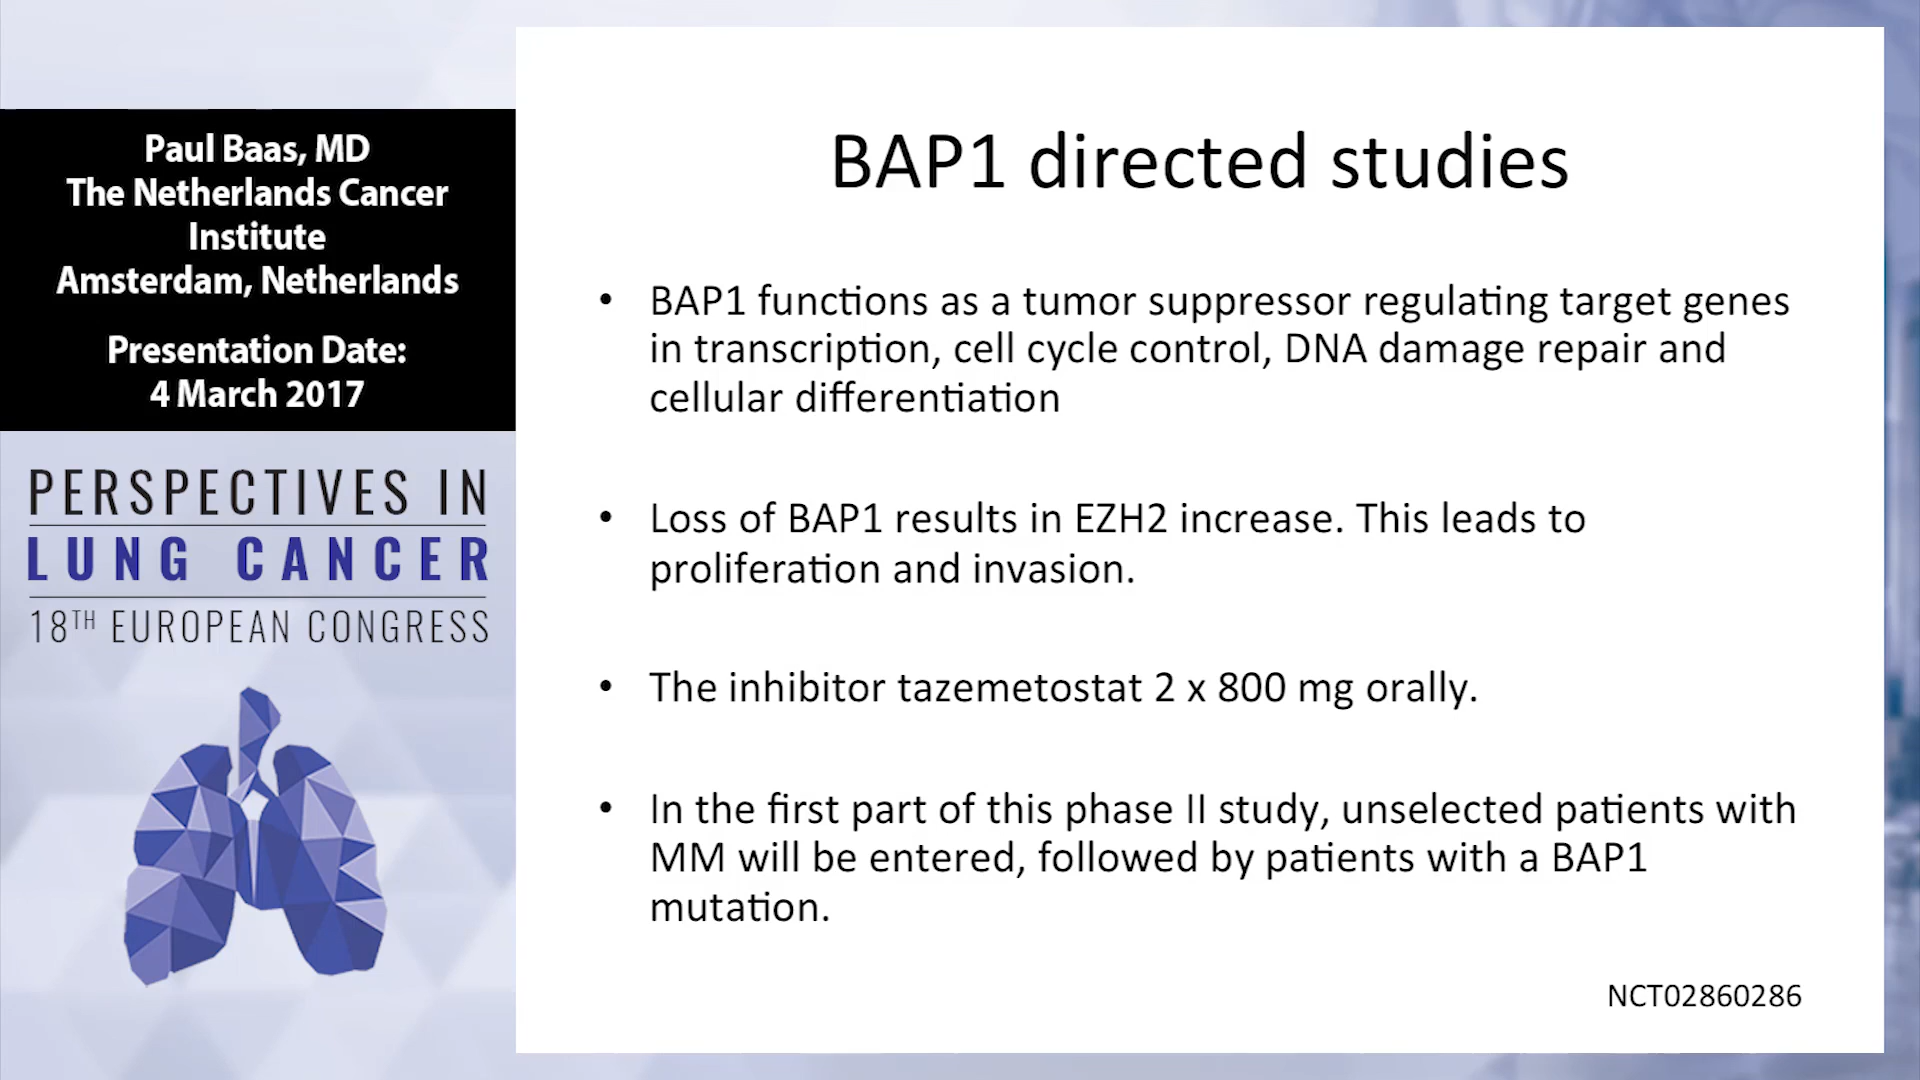 Paul Baas, MD
The Netherlands Cancer
Institute
Amsterdam, Netherlands
Presentation Date:
4 March 2017
PERSPECTIVES IN
LUNG CANCER
18TH EUROPEAN CONGRESS
BAP1 directed studies
• BAP1 functions as a tumor suppressor regulating target genes
in transcription, cell cycle control, DNA damage repair and
cellular differentiation
• Loss of BAP1 results in EZH2 increase. This leads to
proliferation and invasion.
• The inhibitor tazemetostat 2 x 800 mg orally.
• In the first part of this phase II study, unselected patients with
MM will be entered, followed by patients with a BAP1
mutation.
NCT02860286